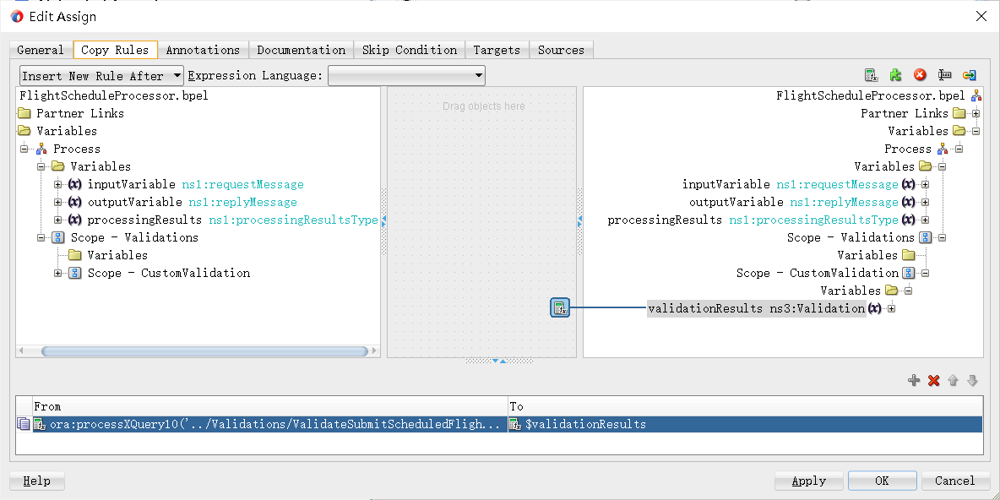 Edit Assign
General Copy Rules Annotations Documentation Skip Condition Targets Sources
Insert New Rule After Expression Language:
FlightScheduleProcessor.bpel
Partner Links
Variables
Process
Variables
(x) inputVariable ns1:requestMessage
(x) outputVariable ns1:replyMessage
(x) processingResults ns1:processingResultsType
Scope - Validations
Variables
Scope - CustomValidation
Drag objects here
FlightScheduleProcessor.bpel
Partner Links
Variables
Process
Variables
inputVariable ns1:requestMessage (x)
outputVariable ns1:replyMessage (x)
processingResults ns1:processingResultsType (x)
Scope - Validations
Variables
Scope - CustomValidation
Variables
validationResults ns3:Validation (x)
From To
ora:processXQuery10('../Validations/ValidateSubmitScheduledFligh... $validationResults
Help Apply OK Cancel